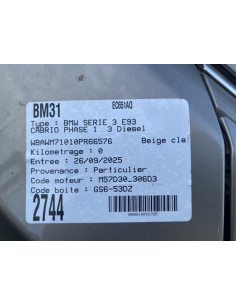 BM31 EC651AQ
Type : BMW SERIE 3 E93
CABRIO PHASE 1 3 Diesel
WBAWM71010PR66576 Beige cla
Kilometrage : 0
Entree : 26/09/2025
Provenance : Particulier
Code moteur : M57D30_306D3
Code boite : GS6-53DZ
2744